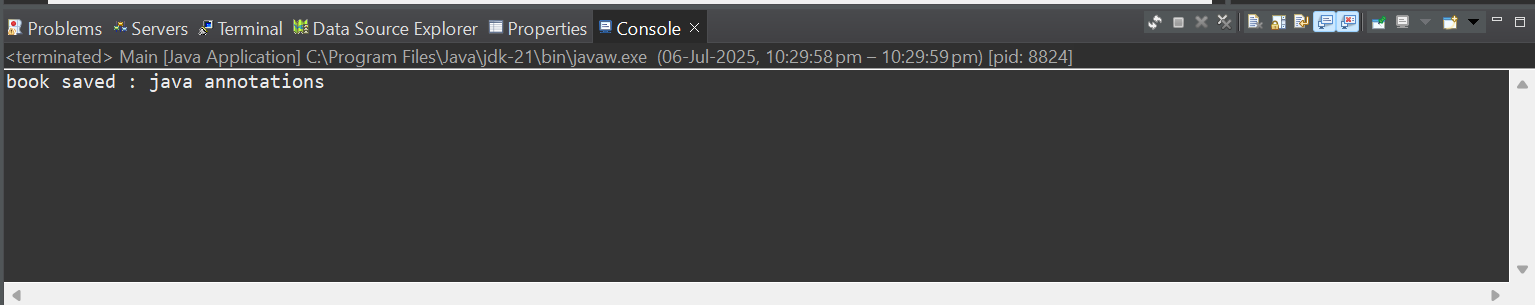 Problems Servers Terminal Data Source Explorer Properties Console
<terminated> Main [Java Application] C:\Program Files\Java\jdk-21\bin\javaw.exe (06-Jul-2025, 10:29:58 pm – 10:29:59 pm) [pid: 8824]
book saved : java annotations